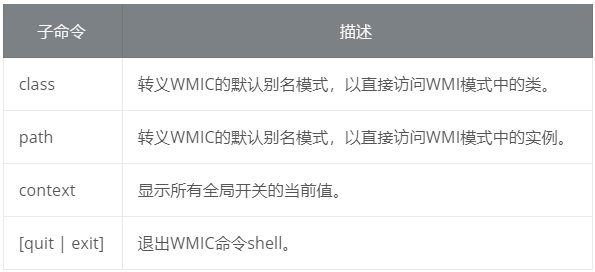 子命令 描述
class 转义WMIC的默认别名模式，以直接访问WMI模式中的类。
path 转义WMIC的默认别名模式，以直接访问WMI模式中的实例。
context 显示所有全局开关的当前值。
[quit | exit] 退出WMIC命令shell。